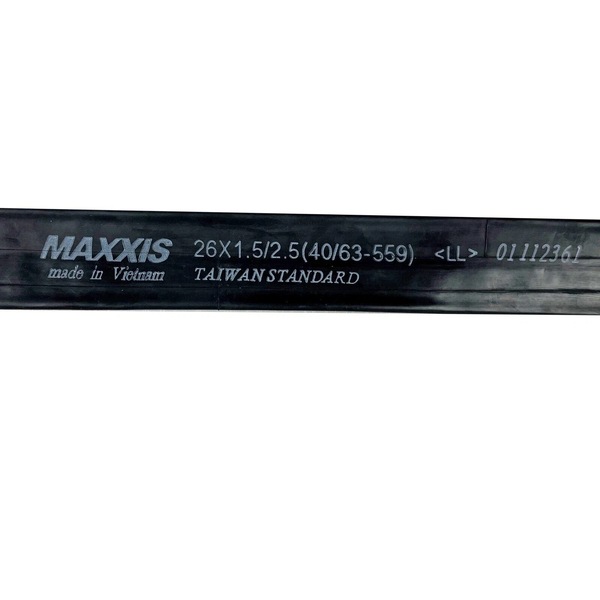 MAXXIS 26X1.5/2.5(40/63-559) <LL> 01112361
made in Vietnam TAIWAN STANDARD